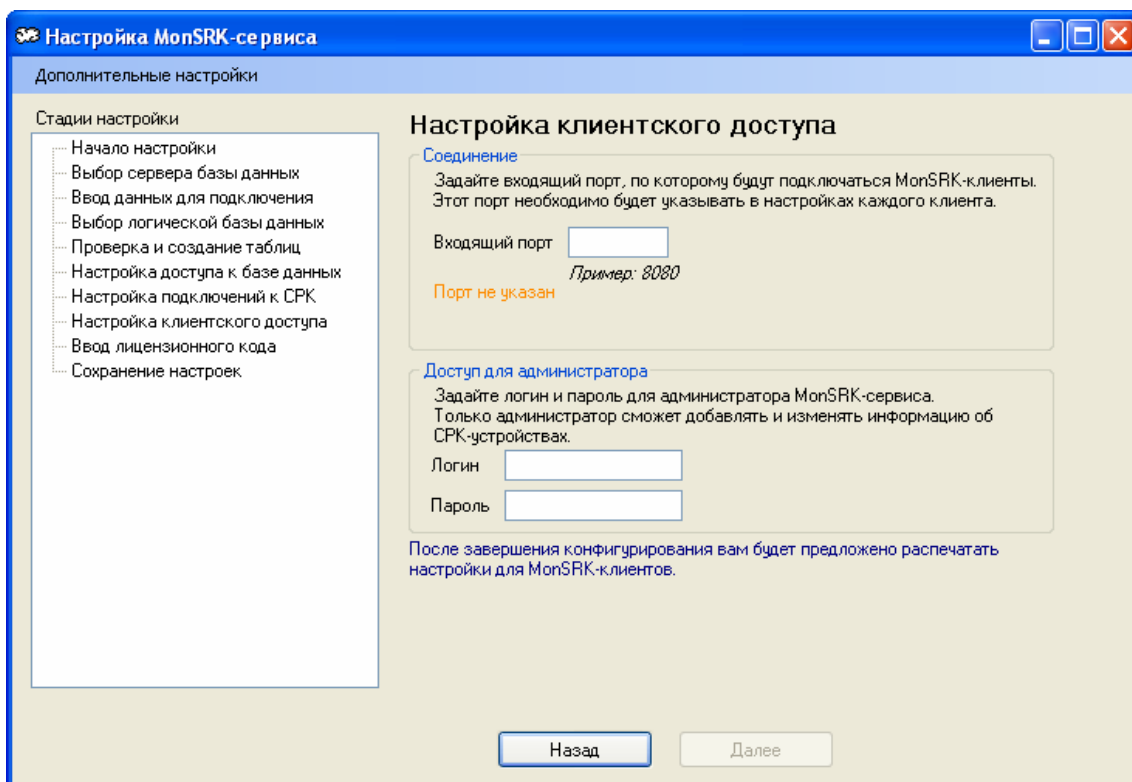 Настройка MonSRK-сервиса
Дополнительные настройки
Стадии настройки
Начало настройки
Выбор сервера базы данных
Ввод данных для подключения
Выбор логической базы данных
Проверка и создание таблиц
Настройка доступа к базе данных
Настройка подключений к СРК
Настройка клиентского доступа
Ввод лицензионного кода
Сохранение настроек
Настройка клиентского доступа
Соединение
Задайте входящий порт, по которому будут подключаться MonSRK-клиенты.
Этот порт необходимо будет указывать в настройках каждого клиента.
Входящий порт
Пример: 8080
Порт не указан
Доступ для администратора
Задайте логин и пароль для администратора MonSRK-сервиса.
Только администратор сможет добавлять и изменять информацию об
СРК-устройствах.
Логин
Пароль
После завершения конфигурирования вам будет предложено распечатать
настройки для MonSRK-клиентов.
Назад
Далее